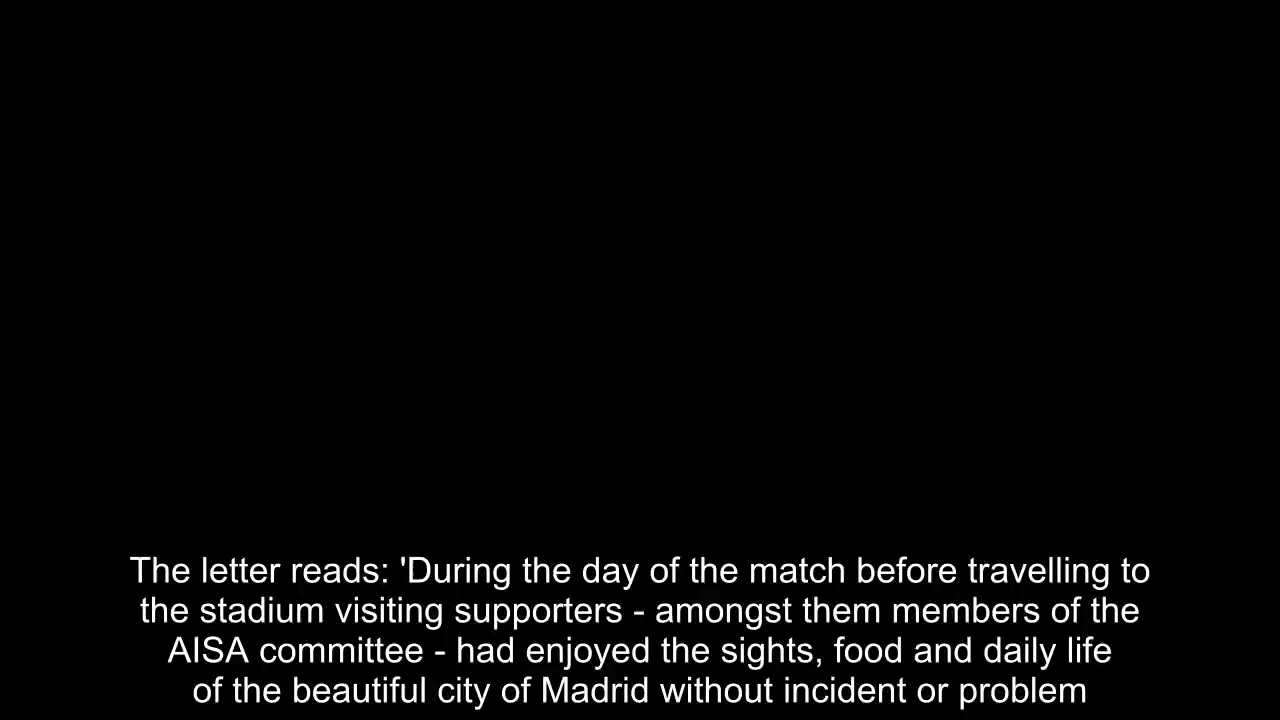 The letter reads: 'During the day of the match before travelling to
the stadium visiting supporters - amongst them members of the
AISA committee - had enjoyed the sights, food and daily life
of the beautiful city of Madrid without incident or problem